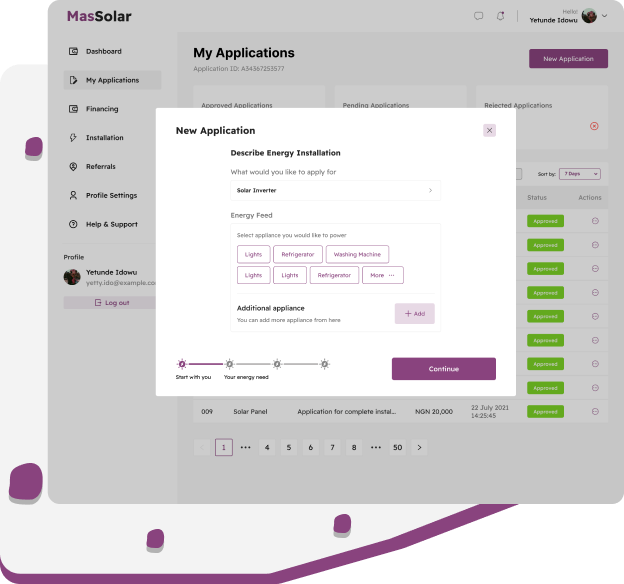 MasSolar
Hello!
Yetunde Idowu
Dashboard
My Applications
Financing
Installation
Referrals
Profile Settings
Help & Support
Profile
Yetunde Idowu
yetty.ido@example.co
Log out
My Applications
Application ID: A34367253577
New Application
Approved Applications
Pending Applications
Rejected Applications
Sort by:
7 Days
Status
Actions
Approved
Approved
Approved
Approved
Approved
Approved
Approved
Approved
New Application
Describe Energy Installation
What would you like to apply for
Solar Inverter
Energy Feed
Select appliance you would like to power
Lights Refrigerator Washing Machine
Lights Lights Refrigerator More ...
Additional appliance
You can add more appliance from here
+ Add
Start with you
Your energy need
Continue
009 Solar Panel Application for complete instal... NGN 20,000 22 July 2021
14:25:45
Approved
1 ... 4 5 6 7 8 ... 50 >